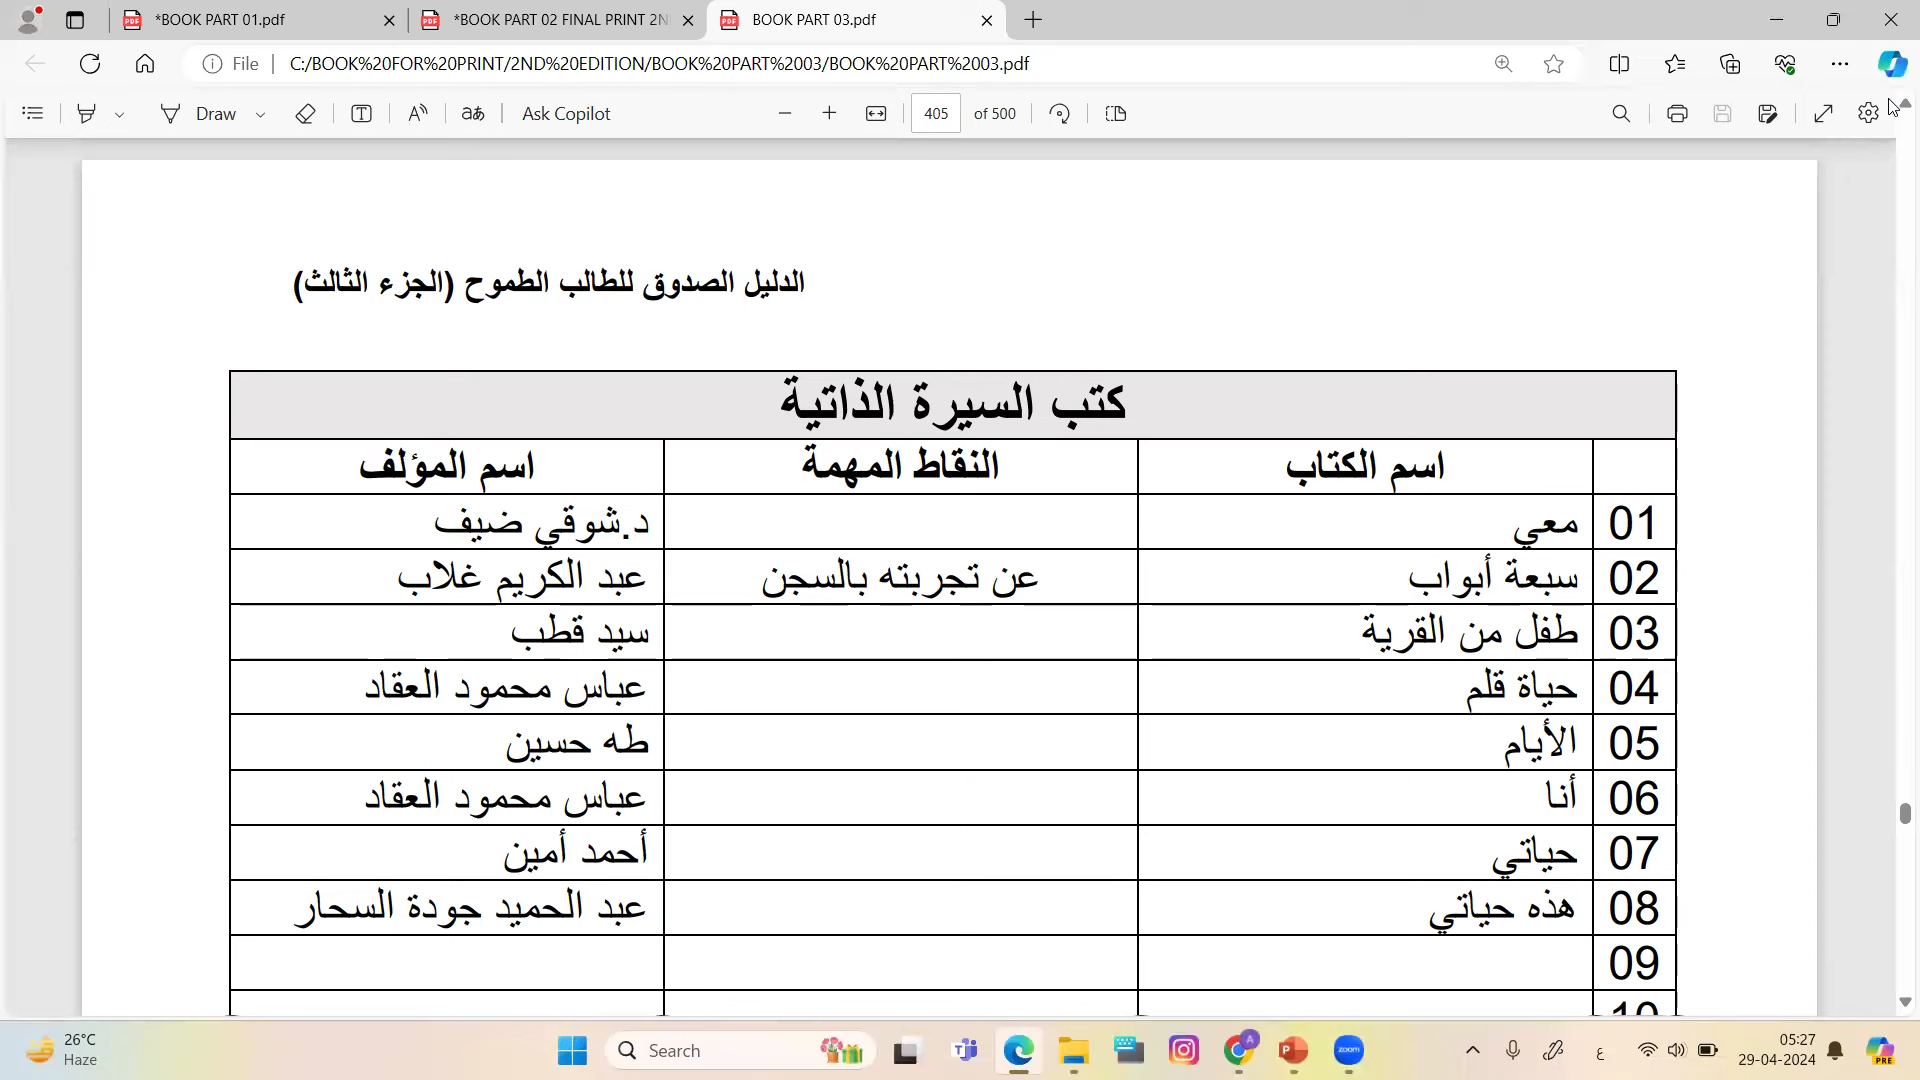 *BOOK PART 01.pdf
*BOOK PART 02 FINAL PRINT 2N
BOOK PART 03.pdf
File
C:/BOOK%20FOR%20PRINT/2ND%20EDITION/BOOK%20PART%2003/BOOK%20PART%2003.pdf
Draw
Ask Copilot
405 of 500
الدليل الصدوق للطالب الطموح (الجزء الثالث)
كتب السيرة الذاتية
اسم الكتاب النقاط المهمة اسم المؤلف
01 معي د.شوقي ضيف
02 سبعة أبواب عن تجربته بالسجن عبد الكريم غلاب
03 طفل من القرية سيد قطب
04 حياة قلم عباس محمود العقاد
05 الأيام طه حسين
06 أنا عباس محمود العقاد
07 حياتي أحمد أمين
08 هذه حياتي عبد الحميد جودة السحار
09
10
26°C
Haze
Search
zoom
ع
05:27
29-04-2024
PRE